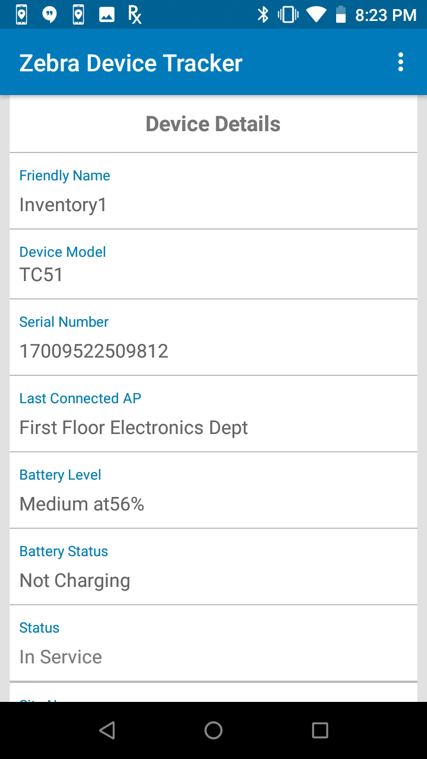 8:23 PM
Zebra Device Tracker
Device Details
Friendly Name
Inventory1
Device Model
TC51
Serial Number
17009522509812
Last Connected AP
First Floor Electronics Dept
Battery Level
Medium at56%
Battery Status
Not Charging
Status
In Service